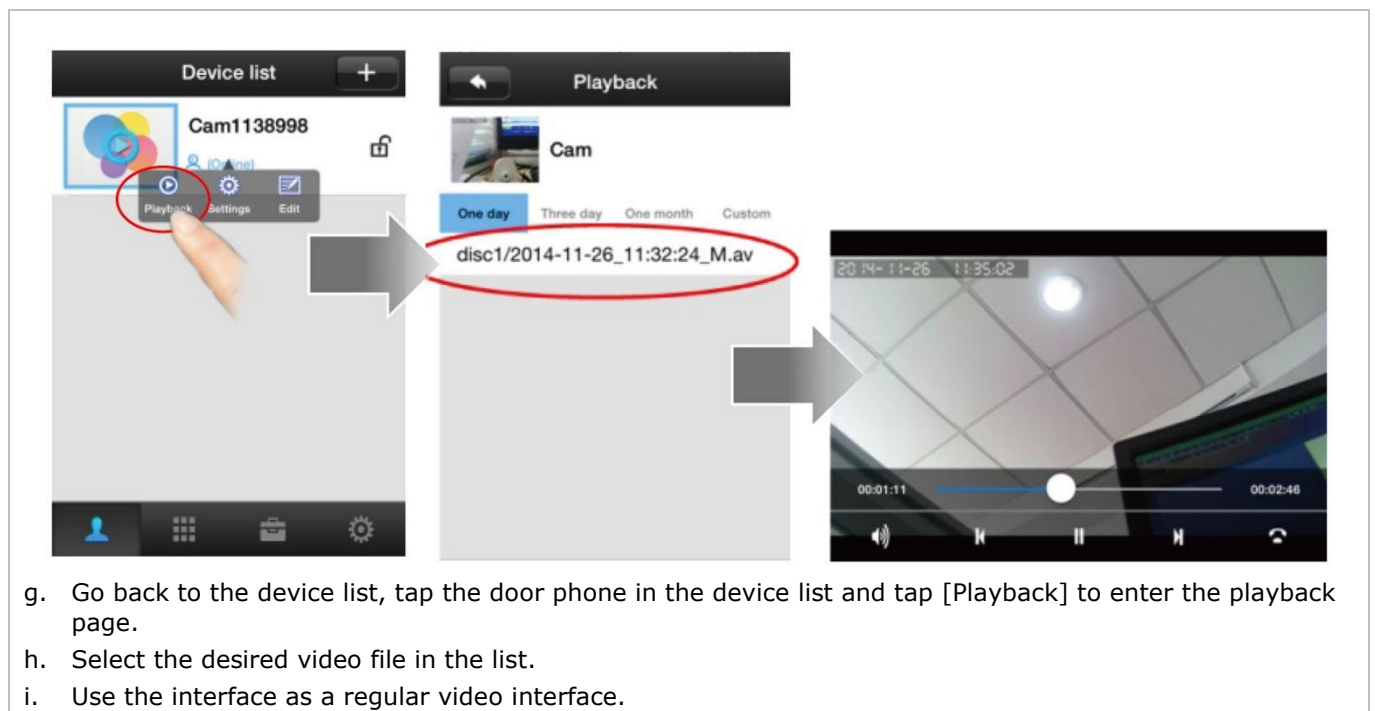 Device list
+
Cam1138998
(Online)
Playback Settings Edit
Playback
Cam
One day Three day One month Custom
disc1/2014-11-26_11:32:24_M.av
2014-11-26 11:35:02
00:01:11 00:02:46
g. Go back to the device list, tap the door phone in the device list and tap [Playback] to enter the playback
page.
h. Select the desired video file in the list.
i. Use the interface as a regular video interface.